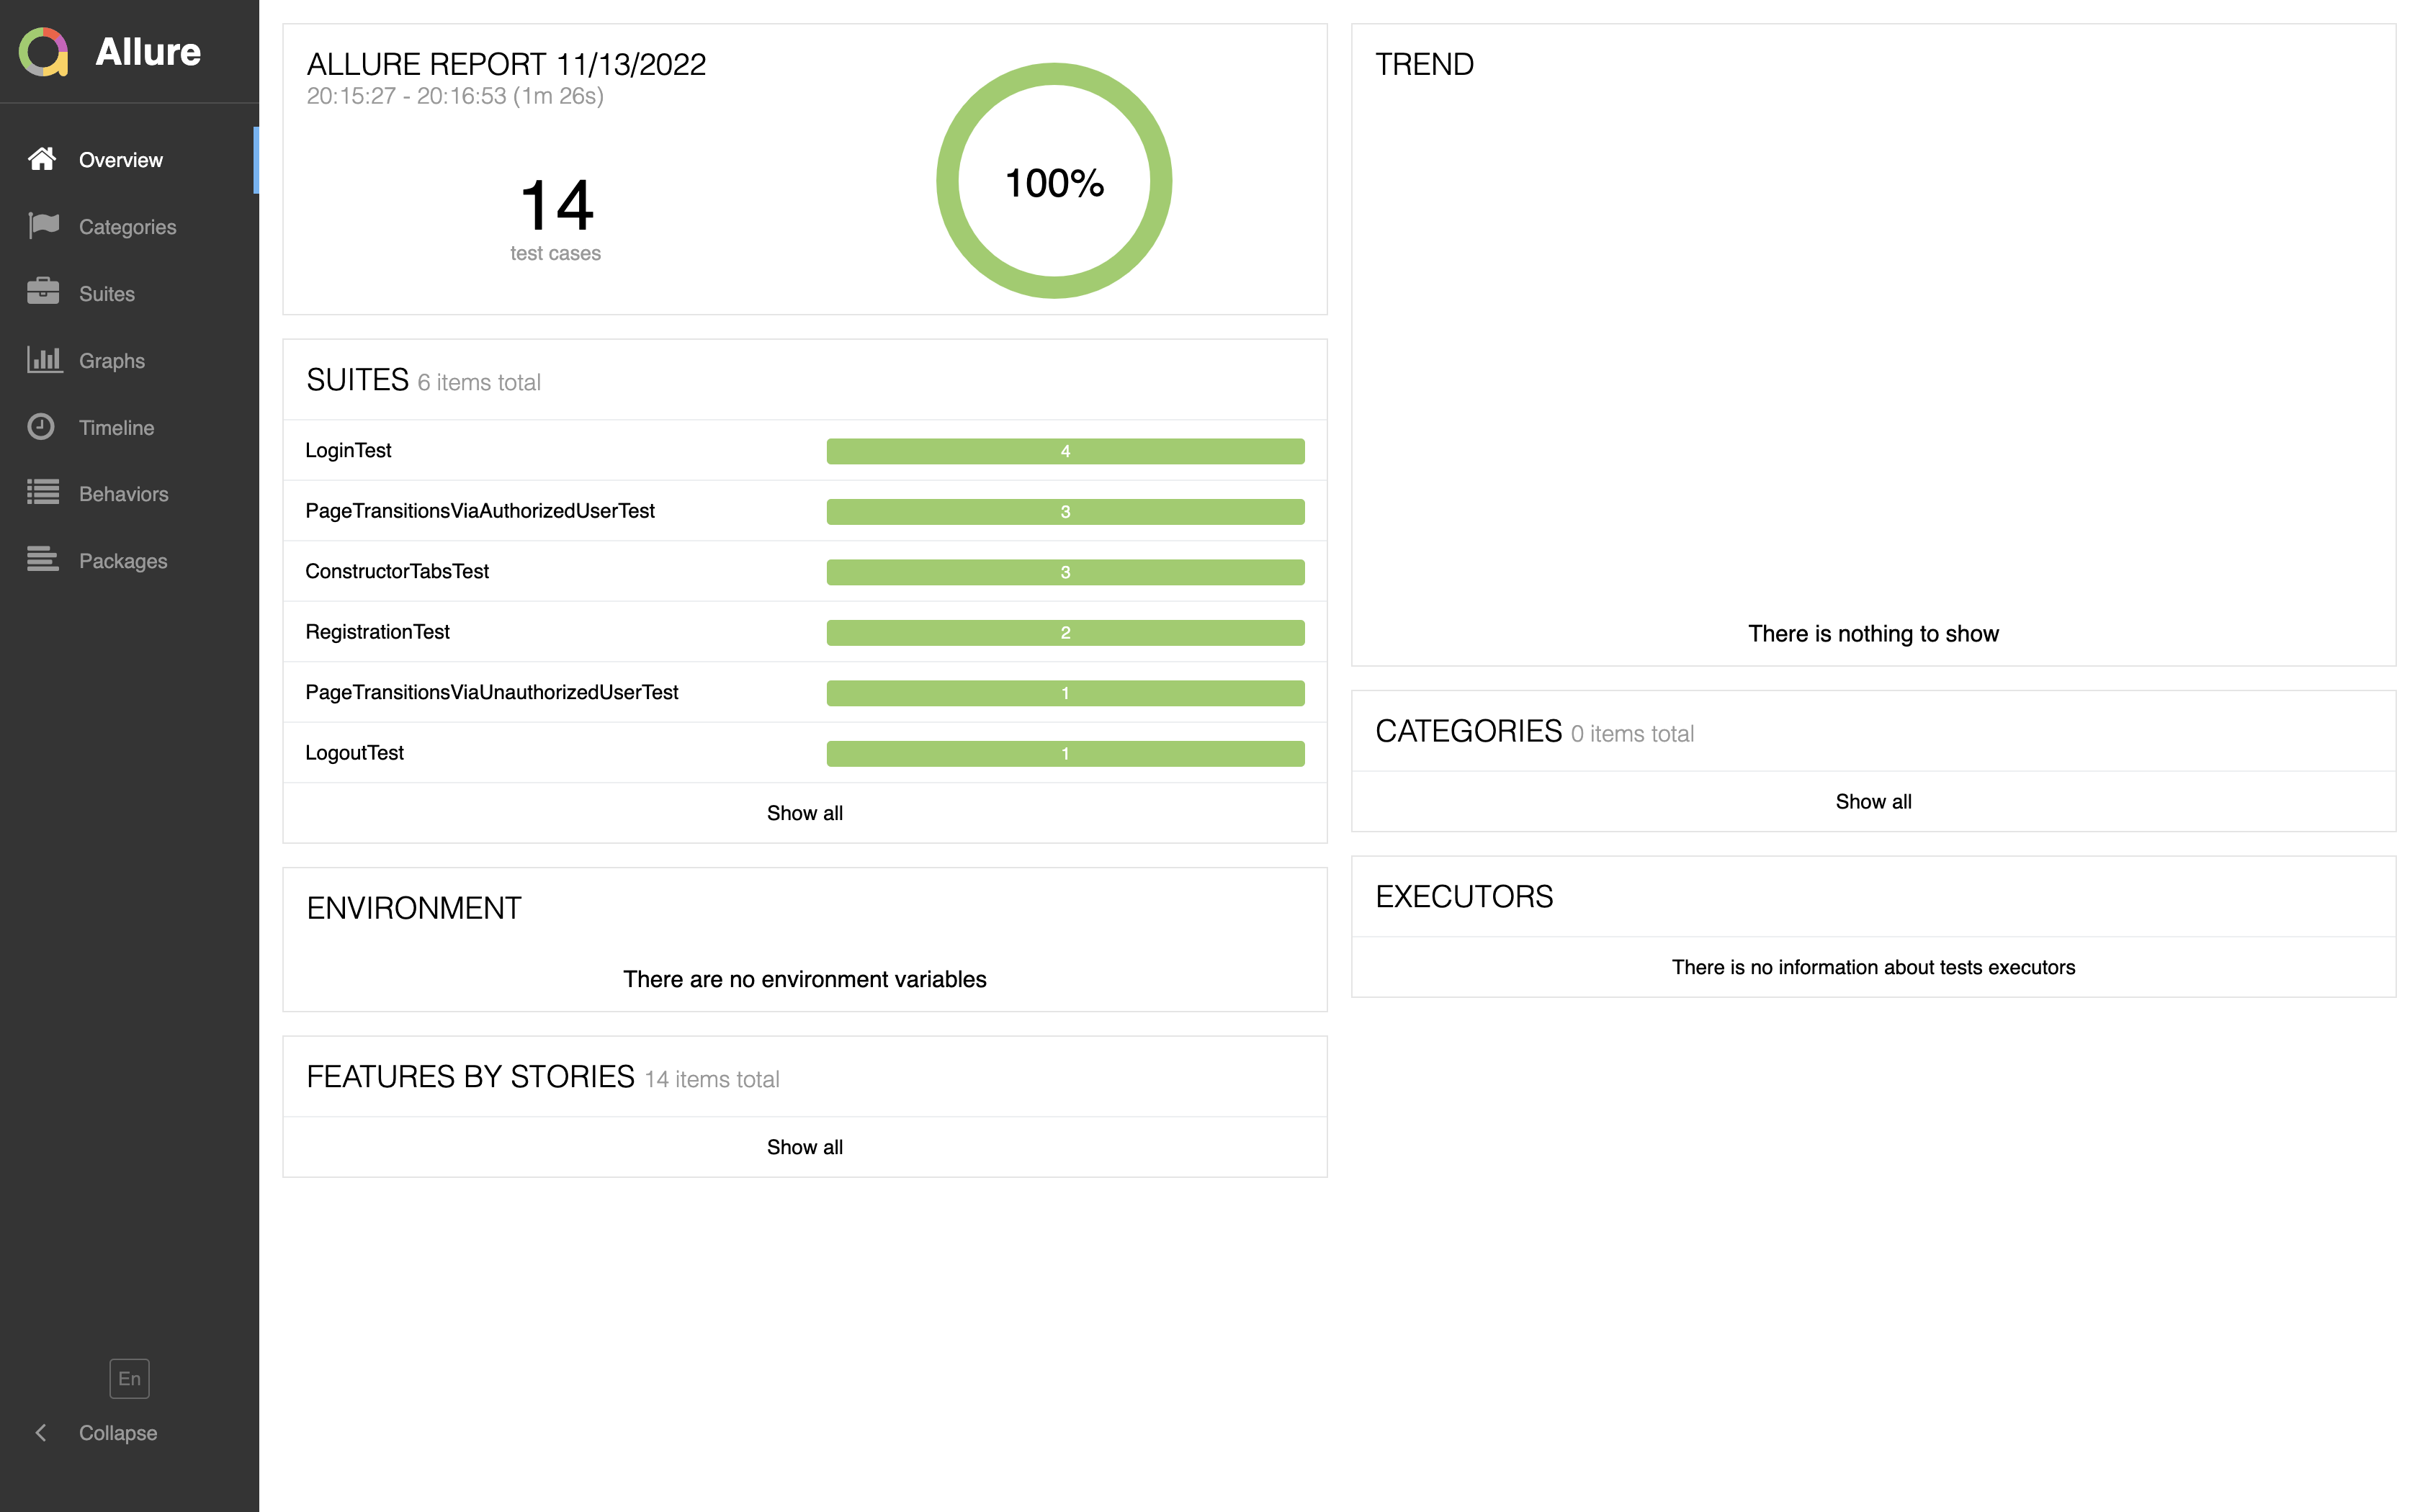 Allure
Overview
Categories
Suites
Graphs
Timeline
Behaviors
Packages
En
Collapse
ALLURE REPORT 11/13/2022
20:15:27 - 20:16:53 (1m 26s)
14
test cases
100%
SUITES 6 items total
LoginTest 4
PageTransitionsViaAuthorizedUserTest 3
ConstructorTabsTest 3
RegistrationTest 2
PageTransitionsViaUnauthorizedUserTest 1
LogoutTest 1
Show all
ENVIRONMENT
There are no environment variables
FEATURES BY STORIES 14 items total
Show all
TREND
There is nothing to show
CATEGORIES 0 items total
Show all
EXECUTORS
There is no information about tests executors